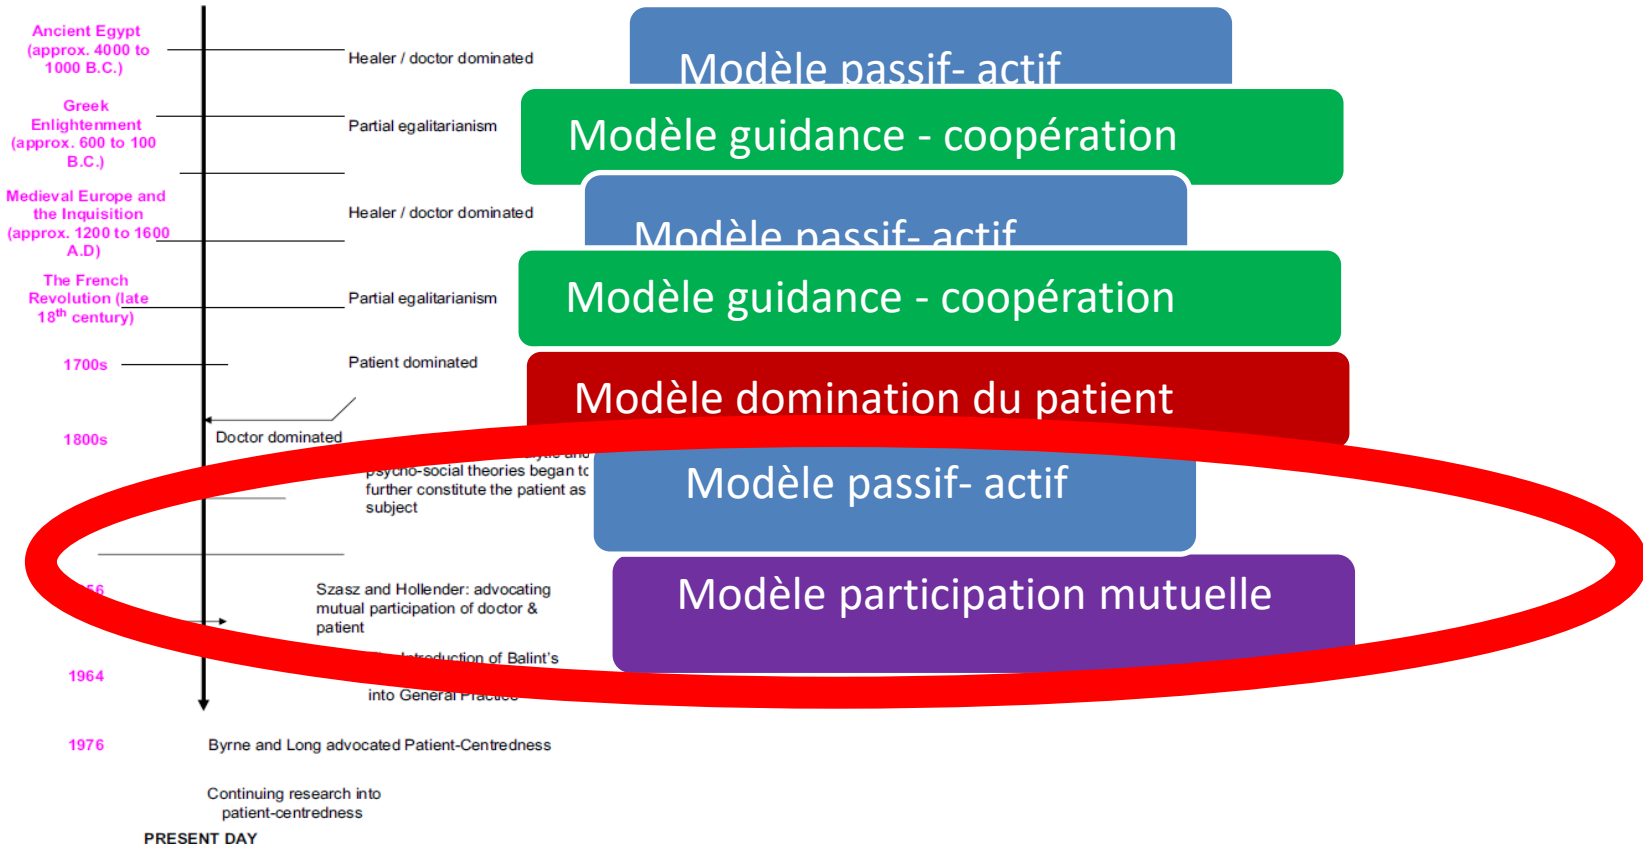 Ancient Egypt
(approx. 4000 to
1000 B.C.)
Healer / doctor dominated
Modèle passif- actif
Greek
Enlightenment
(approx. 600 to 100
B.C.)
Partial egalitarianism
Modèle guidance - coopération
Medieval Europe and
the Inquisition
(approx. 1200 to 1600
A.D)
Healer / doctor dominated
Modèle passif- actif
The French
Revolution (late
18th century)
Partial egalitarianism
Modèle guidance - coopération
1700s
Patient dominated
Modèle domination du patient
1800s
Doctor dominated
psycho-social theories began to
further constitute the patient as
subject
Modèle passif- actif
Szasz and Hollender: advocating
mutual participation of doctor &
patient
Modèle participation mutuelle
1964
Introduction of Balint's
into General Practice
1976
Byrne and Long advocated Patient-Centredness
Continuing research into
patient-centredness
PRESENT DAY